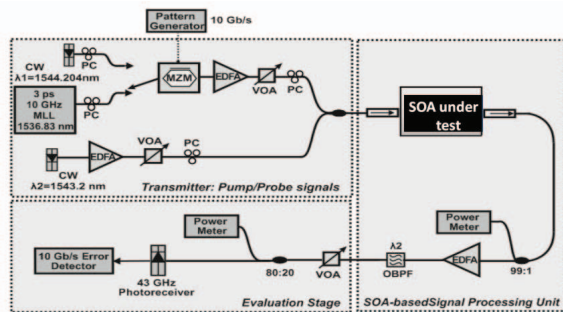 Pattern
Generator
10 Gb/s
CW
λ1=1544.204nm
PC
3 ps
10 GHz
MLL
1536.83 nm
PC
MZM
EDFA
VOA
PC
CW
λ2=1543.2 nm
EDFA
VOA
PC
Transmitter: Pump/Probe signals
SOA under
test
Power
Meter
99:1
EDFA
λ2
OBPF
SOA-basedSignal Processing Unit
VOA
80:20
Power
Meter
43 GHz
Photoreceiver
10 Gb/s Error
Detector
Evaluation Stage